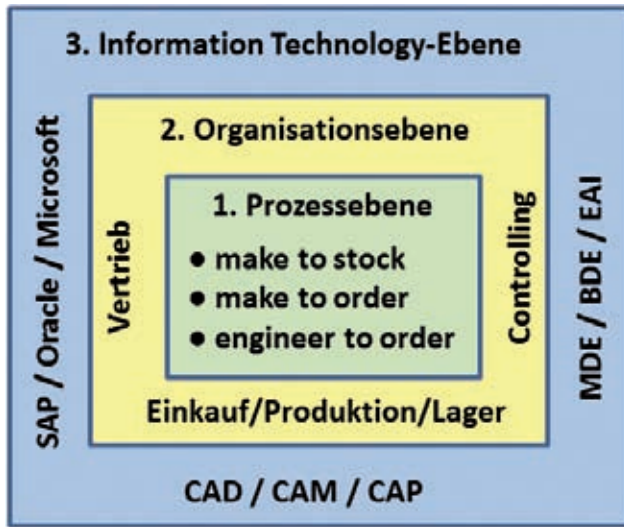 3. Information Technology-Ebene
2. Organisationsebene
1. Prozessebene
● make to stock
● make to order
● engineer to order
SAP / Oracle / Microsoft
Vertrieb
Controlling
MDE / BDE / EAI
Einkauf/Produktion/Lager
CAD / CAM / CAP